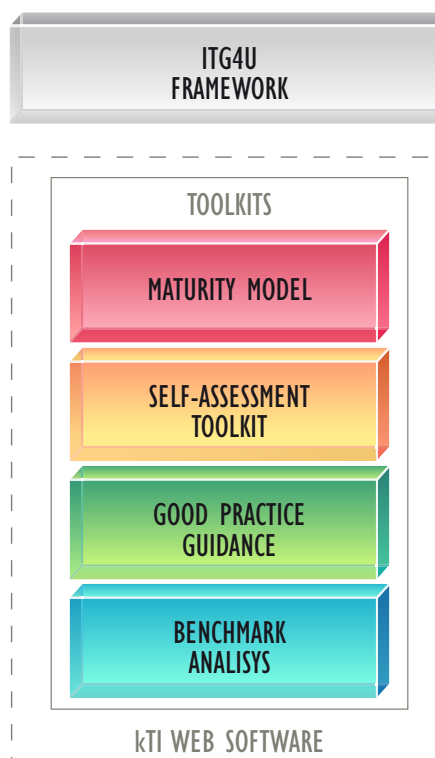 ITG4U
FRAMEWORK
TOOLKITS
MATURITY MODEL
SELF-ASSESSMENT
TOOLKIT
GOOD PRACTICE
GUIDANCE
BENCHMARK
ANALISYS
kTI WEB SOFTWARE